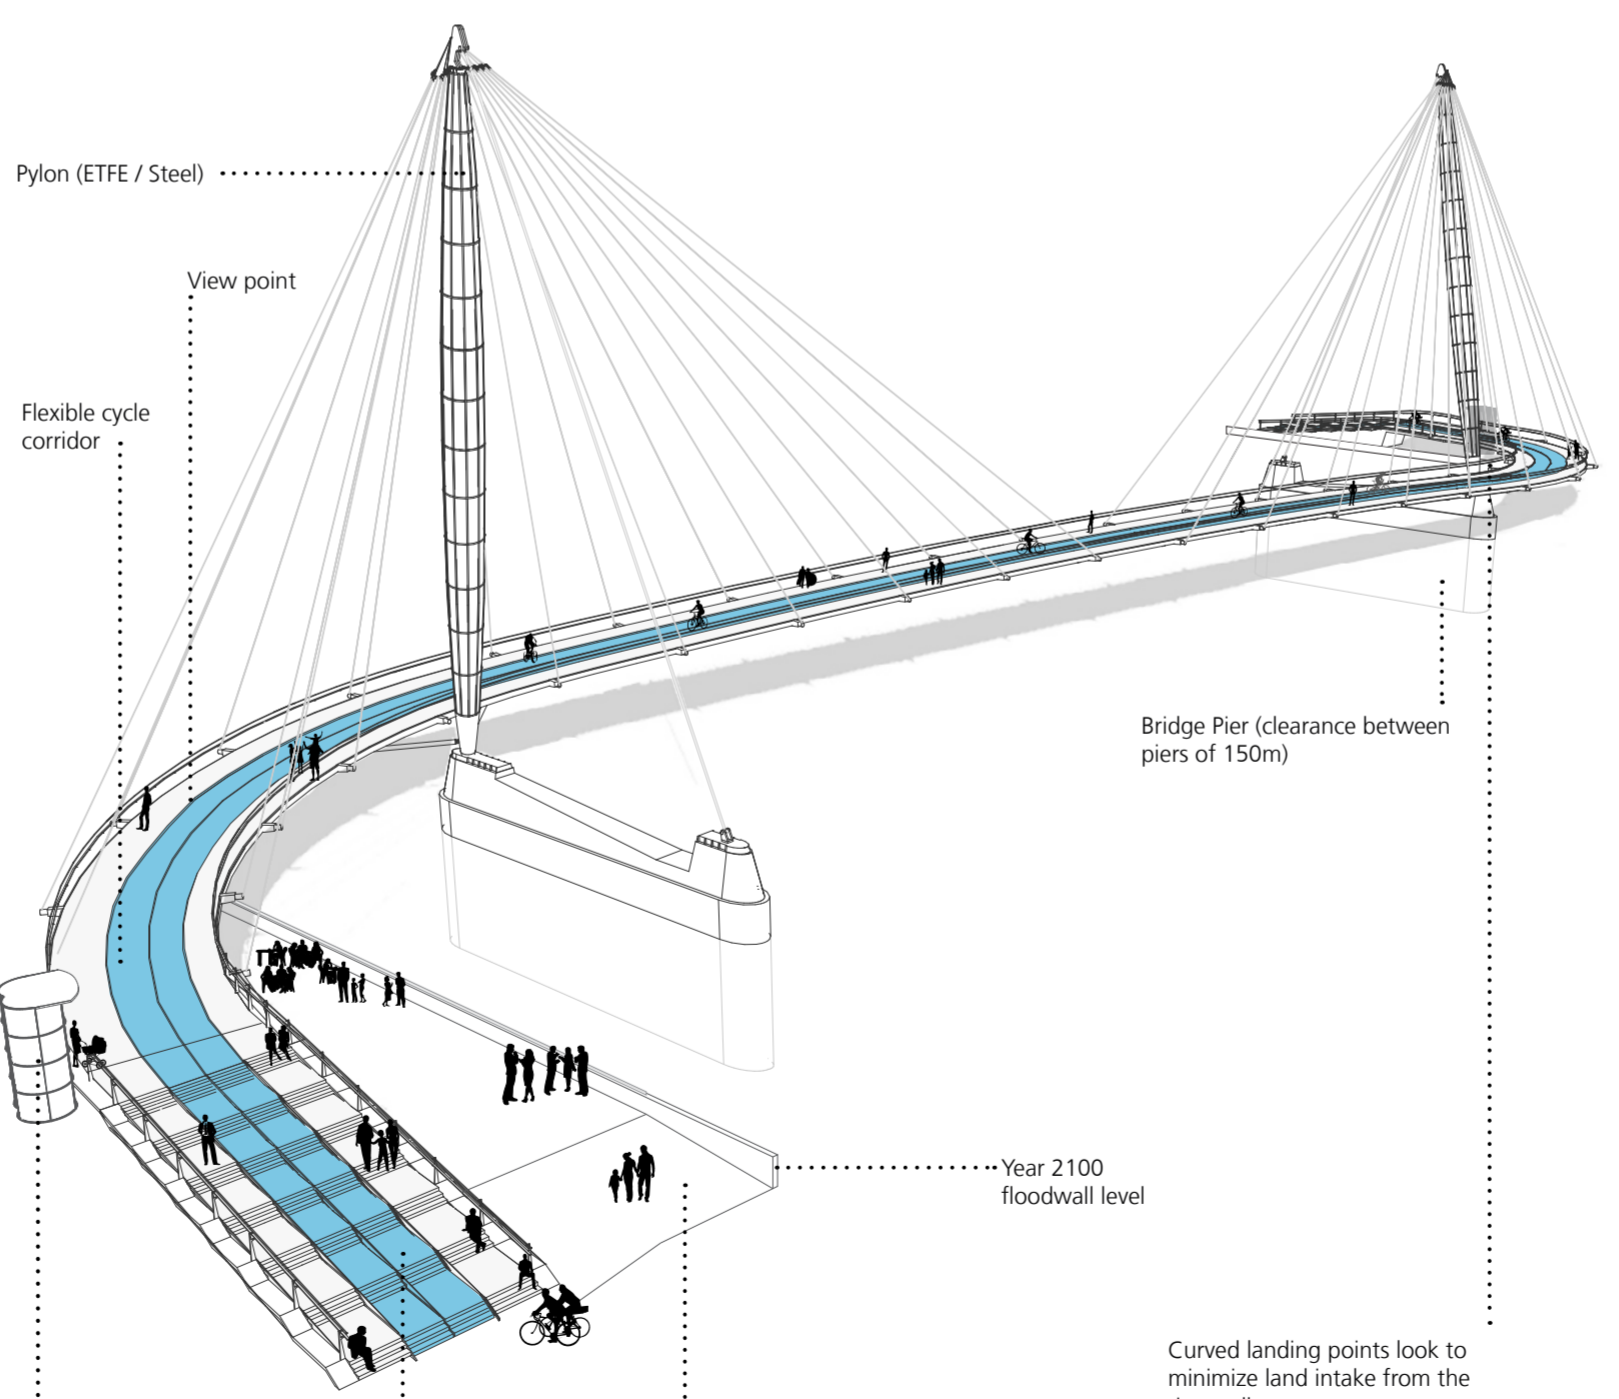 Pylon (ETFE / Steel)
View point
Flexible cycle
corridor
Bridge Pier (clearance between
piers of 150m)
Year 2100
floodwall level
Curved landing points look to
minimize land intake from the